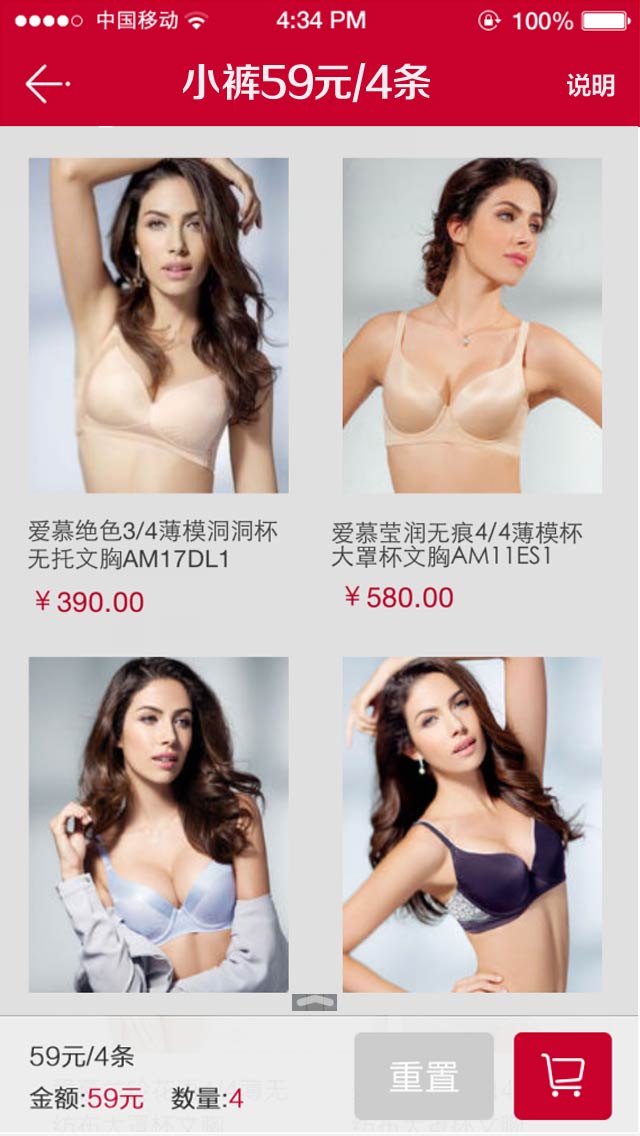 中国移动
4:34 PM
100%
小裤59元/4条
说明
爱慕绝色3/4薄模洞洞杯
无托文胸AM17DL1
¥390.00
爱慕莹润无痕4/4薄模杯
大罩杯文胸AM11ES1
¥580.00
59元/4条
金额:59元 数量:4
重置